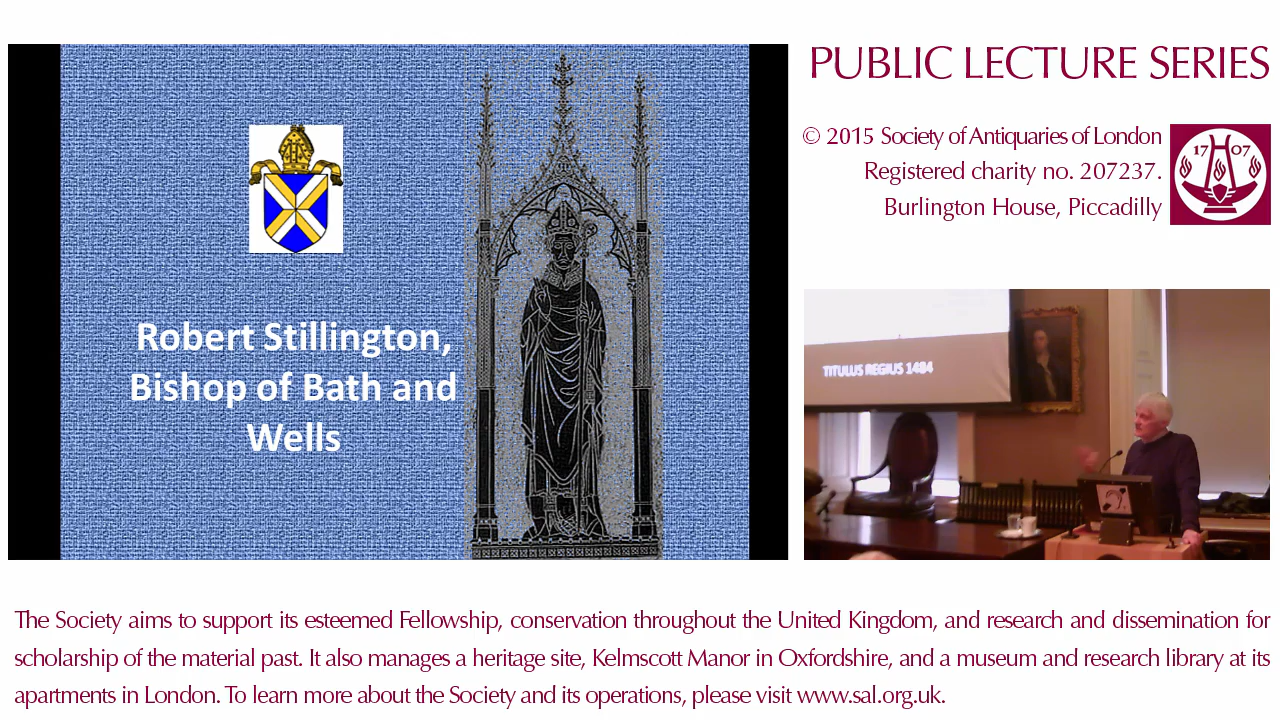 Robert Stillington,
Bishop of Bath and
Wells
PUBLIC LECTURE SERIES
© 2015 Society of Antiquaries of London
Registered charity no. 207237.
Burlington House, Piccadilly
17 07
TITULUS REGIUS 1484
The Society aims to support its esteemed Fellowship, conservation throughout the United Kingdom, and research and dissemination for
scholarship of the material past. It also manages a heritage site, Kelmscott Manor in Oxfordshire, and a museum and research library at its
apartments in London. To learn more about the Society and its operations, please visit www.sal.org.uk.